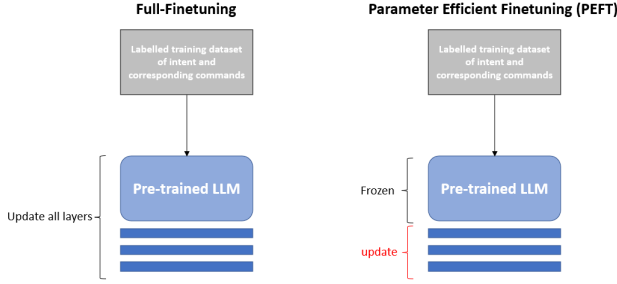 Full-Finetuning
Labelled training dataset
of intent and
corresponding commands
Pre-trained LLM
Update all layers
Parameter Efficient Finetuning (PEFT)
Labelled training dataset
of intent and
corresponding commands
Frozen
Pre-trained LLM
update